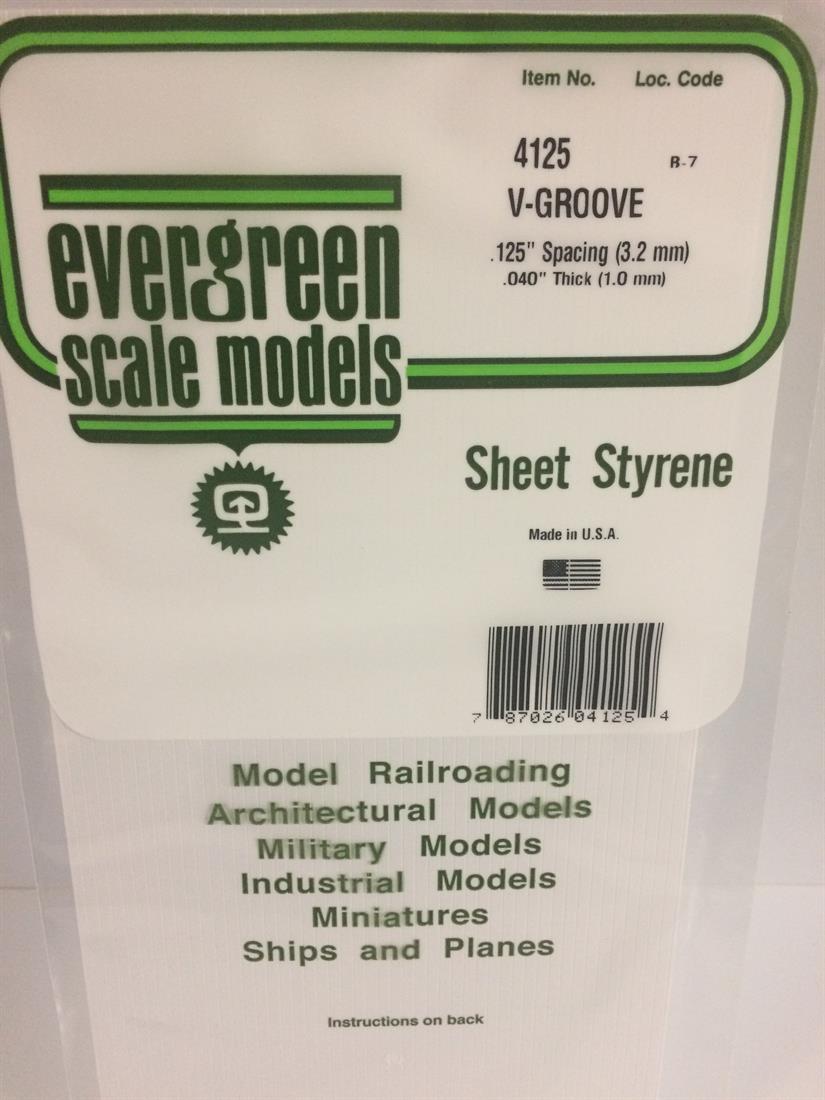 Item No. Loc. Code
4125 B-7
V-GROOVE
.125" Spacing (3.2 mm)
.040" Thick (1.0 mm)
evergreen
scale models
Sheet Styrene
Made in U.S.A.
7 87026 04125 4
Model Railroading
Architectural Models
Military Models
Industrial Models
Miniatures
Ships and Planes
Instructions on back